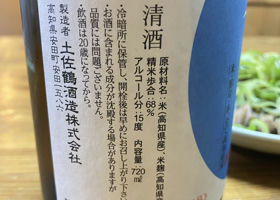 清酒
原材料名:米(高知県産)、米麹(高知県産
精米歩合:68%
アルコール分:15度 内容量:720㎖
・冷暗所に保管し、開栓後は早めにお召し上がり下さい
・お酒に含まれる成分が沈殿する場合がありますが
品質には問題ございません。
・飲酒は20歳になってから。
製造者
土佐鶴酒造株式会社
高知県安田町安田一五八六